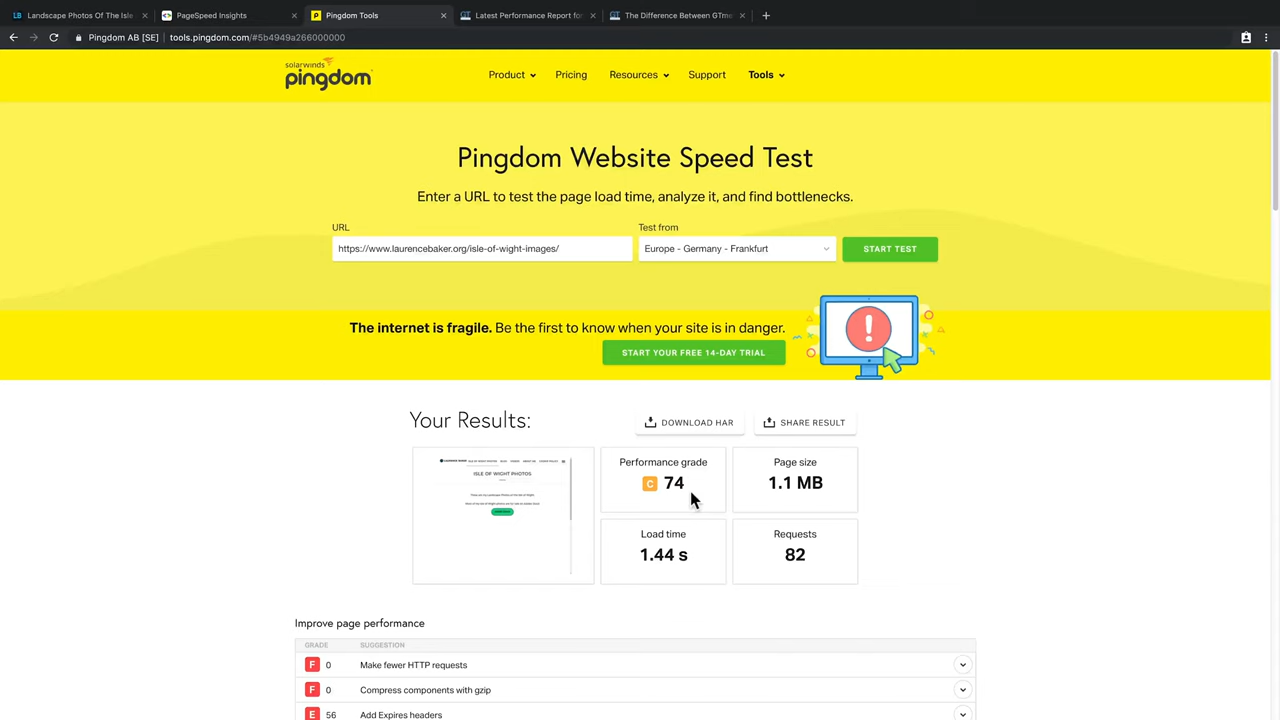 LB Landscape Photos Of The Isle
PageSpeed Insights
Pingdom Tools
Latest Performance Report for
The Difference Between GTme
Pingdom AB [SE] | tools.pingdom.com/#5b4949a266000000
solarwinds
pingdom
Product
Pricing
Resources
Support
Tools
Pingdom Website Speed Test
Enter a URL to test the page load time, analyze it, and find bottlenecks.
URL
Test from
https://www.laurencebaker.org/isle-of-wight-images/
Europe - Germany - Frankfurt
START TEST
The internet is fragile. Be the first to know when your site is in danger.
START YOUR FREE 14-DAY TRIAL
Your Results:
DOWNLOAD HAR
SHARE RESULT
ISLE OF WIGHT PHOTOS
Performance grade
C 74
Page size
1.1 MB
Load time
1.44 s
Requests
82
Improve page performance
GRADE SUGGESTION
F 0 Make fewer HTTP requests
F 0 Compress components with gzip
E 56 Add Expires headers